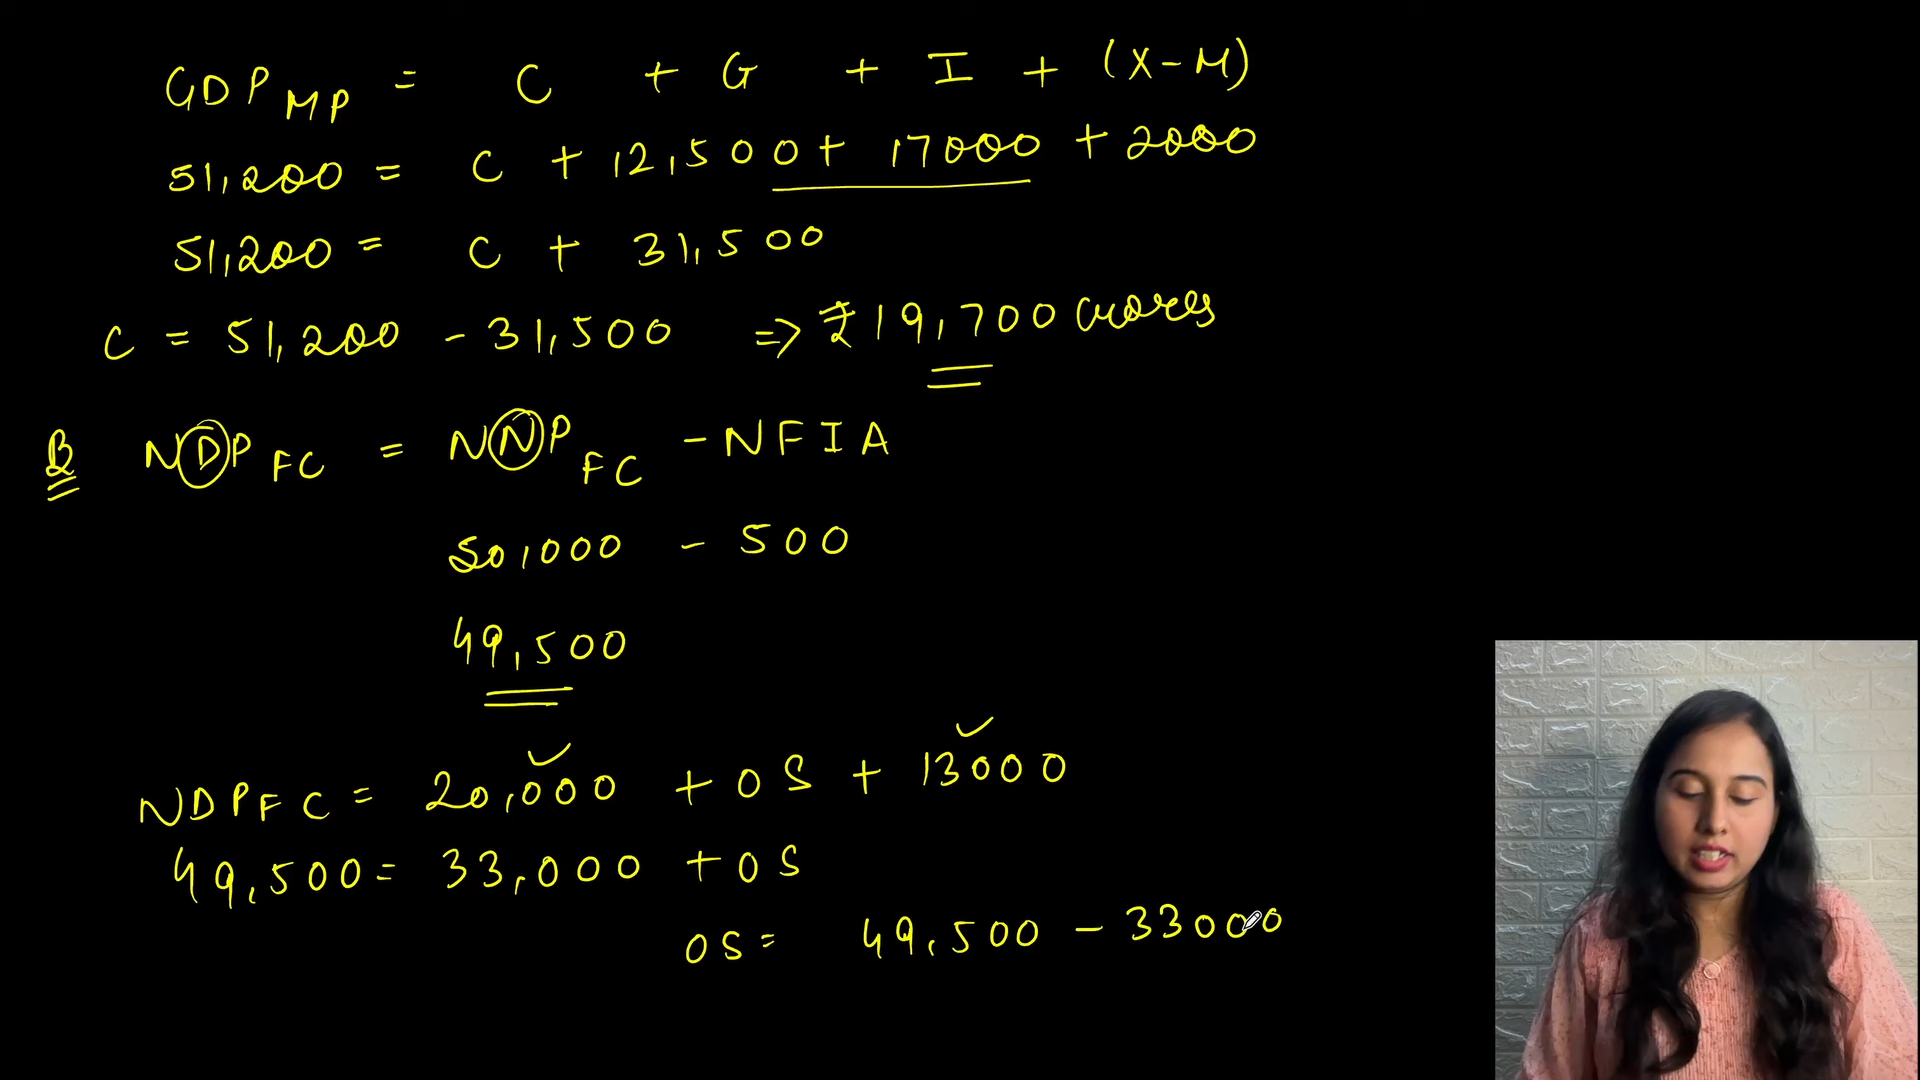 GDP MP = C + G + I + (X-M)
51,200 = C + 12,500 + 17000 + 2000
51,200 = C + 31,500
C = 51,200 - 31,500 => ₹19,700 crores
B NDP FC = NNP FC - NFIA
50,000 - 500
49,500
NDPFC = 20,000 + OS + 13000
49,500 = 33,000 + OS
OS = 49,500 - 33000